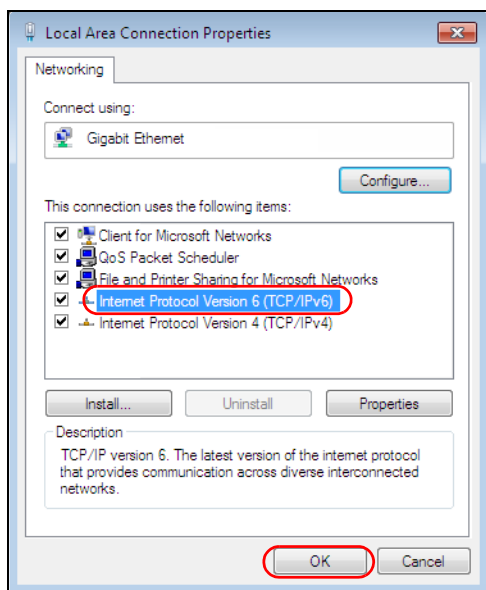 Local Area Connection Properties
Networking
Connect using:
Gigabit Ethernet
Configure...
This connection uses the following items:
Client for Microsoft Networks
QoS Packet Scheduler
File and Printer Sharing for Microsoft Networks
Internet Protocol Version 6 (TCP/IPv6)
Internet Protocol Version 4 (TCP/IPv4)
Install...
Uninstall
Properties
Description
TCP/IP version 6. The latest version of the internet protocol
that provides communication across diverse interconnected
networks.
OK
Cancel